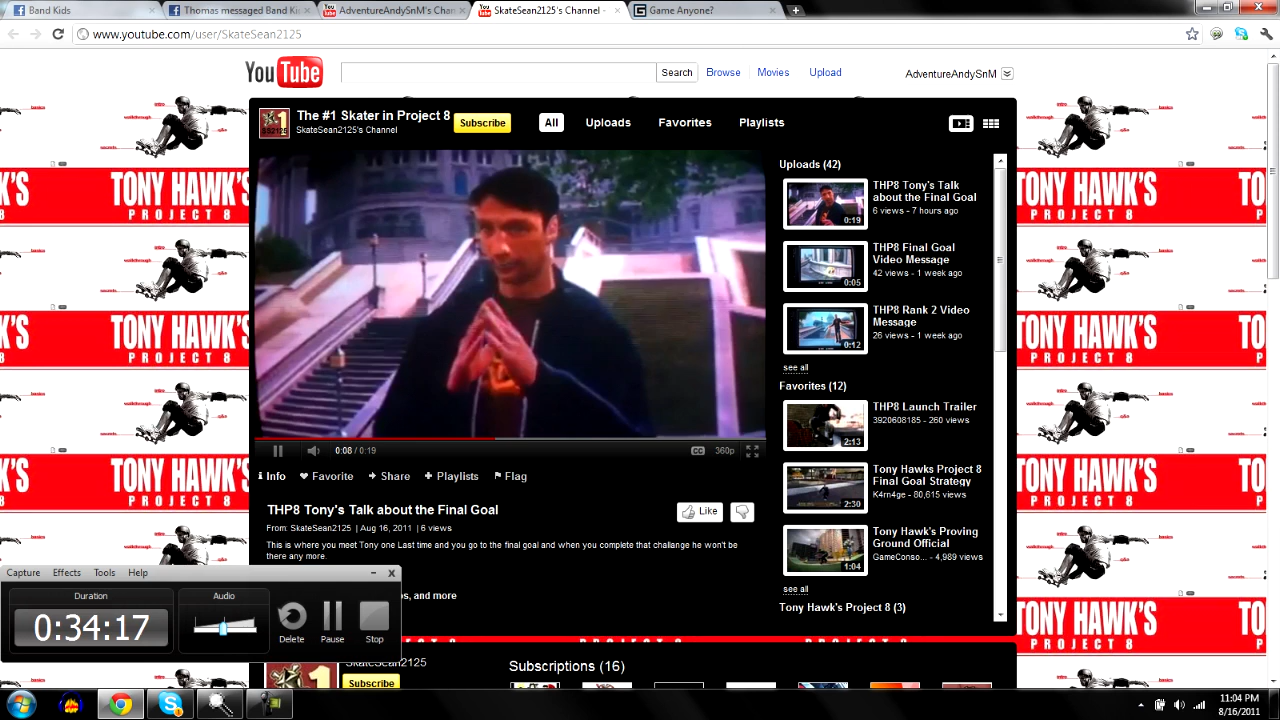 Band Kids
Thomas messaged Band Ki
AdventureAndySnM's Chan
SkateSean2125's Channel -
Game Anyone?
www.youtube.com/user/SkateSean2125
YouTube
Search
Browse
Movies
Upload
AdventureAndySnM
The #1 Skater in Project 8
SkateSean2125's Channel
Subscribe
All
Uploads
Favorites
Playlists
Uploads (42)
THP8 Tony's Talk
about the Final Goal
6 views - 7 hours ago
0:19
THP8 Final Goal
Video Message
42 views - 1 week ago
0:05
THP8 Rank 2 Video
Message
26 views - 1 week ago
0:12
see all
Favorites (12)
THP8 Launch Trailer
3920608185 - 260 views
2:13
Tony Hawks Project 8
Final Goal Strategy
K4rn4ge - 80,615 views
2:30
Tony Hawk's Proving
Ground Official
GameConso... - 4,989 views
1:04
see all
Tony Hawk's Project 8 (3)
0:08 / 0:19
CC
360p
Info
Favorite
Share
Playlists
Flag
THP8 Tony's Talk about the Final Goal
Like
From: SkateSean2125 | Aug 16, 2011 | 6 views
This is where you meet Tony one Last time and you go to the final goal and when you complete that challange he won't be
there any more.
s, and more
Capture
Effects
Tools
Help
Duration
0:34:17
Audio
Delete
Pause
Stop
SkateSean2125
Subscribe
Subscriptions (16)
TONY HAWK'S
PROJECT 8
11:04 PM
8/16/2011